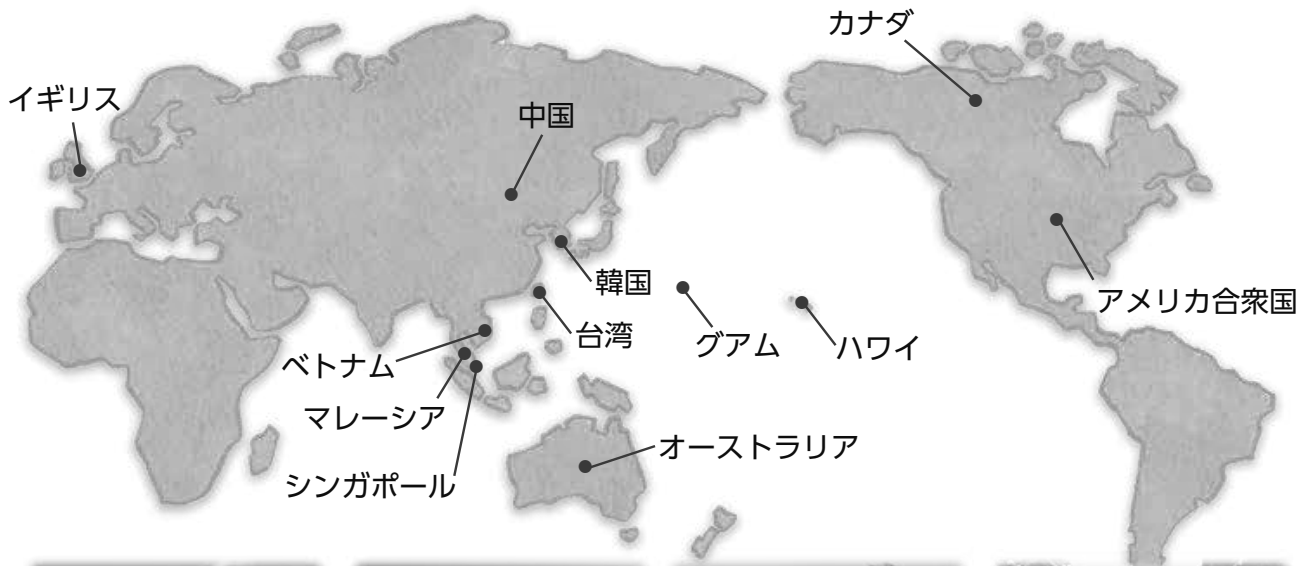 カナダ
イギリス
中国
韓国
アメリカ合衆国
台湾
グアム
ハワイ
ベトナム
マレーシア
オーストラリア
シンガポール